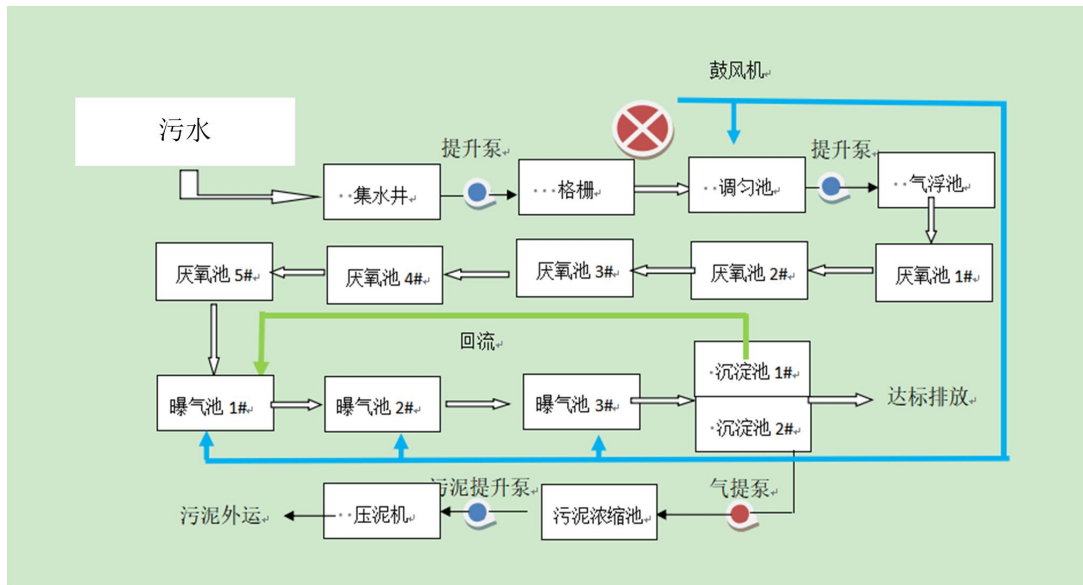 鼓风机
污水
提升泵
提升泵
集水井
格栅
调匀池
气浮池
厌氧池 5#
厌氧池 4#
厌氧池 3#
厌氧池 2#
厌氧池 1#
回流
曝气池 1#
曝气池 2#
曝气池 3#
沉淀池 1#
沉淀池 2#
达标排放
污泥提升泵
气提泵
污泥外运
压泥机
污泥浓缩池